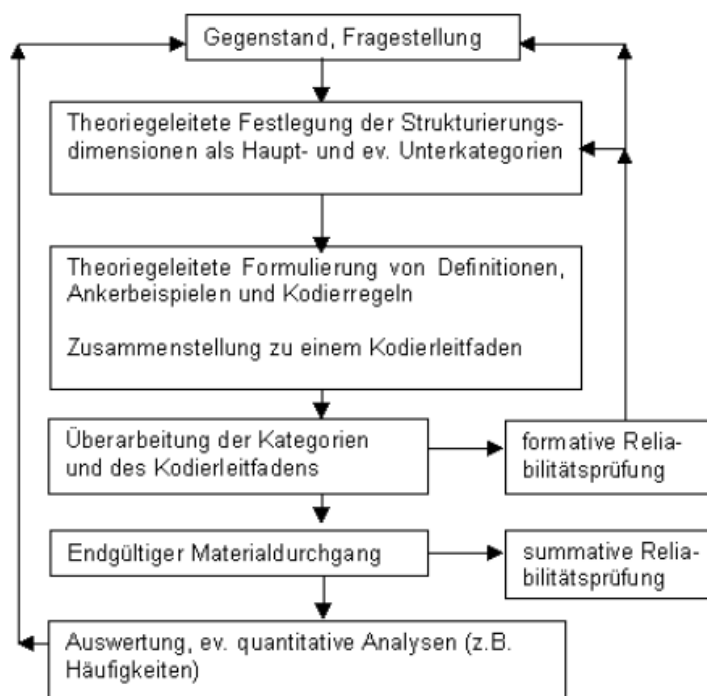 Gegenstand, Fragestellung
Theoriegeleitete Festlegung der Strukturierungs-
dimensionen als Haupt- und ev. Unterkategorien
Theoriegeleitete Formulierung von Definitionen,
Ankerbeispielen und Kodierregeln
Zusammenstellung zu einem Kodierleitfaden
Überarbeitung der Kategorien
und des Kodierleitfadens
formative Relia-
bilitätsprüfung
Endgültiger Materialdurchgang
summative Relia-
bilitätsprüfung
Auswertung, ev. quantitative Analysen (z.B.
Häufigkeiten)